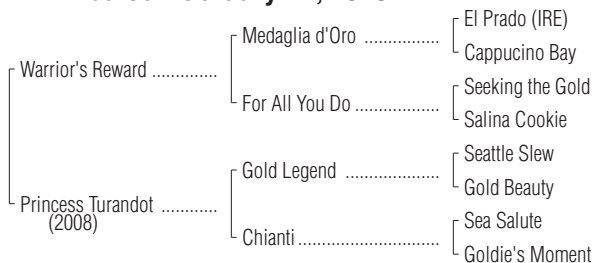 El Prado (IRE)
Medaglia d'Oro ...............
Cappucino Bay
Warrior's Reward .............
Seeking the Gold
For All You Do .................
Salina Cookie
Seattle Slew
Gold Legend ...................
Gold Beauty
Princess Turandot ............
(2008)
Sea Salute
Chianti ............................
Goldie's Moment